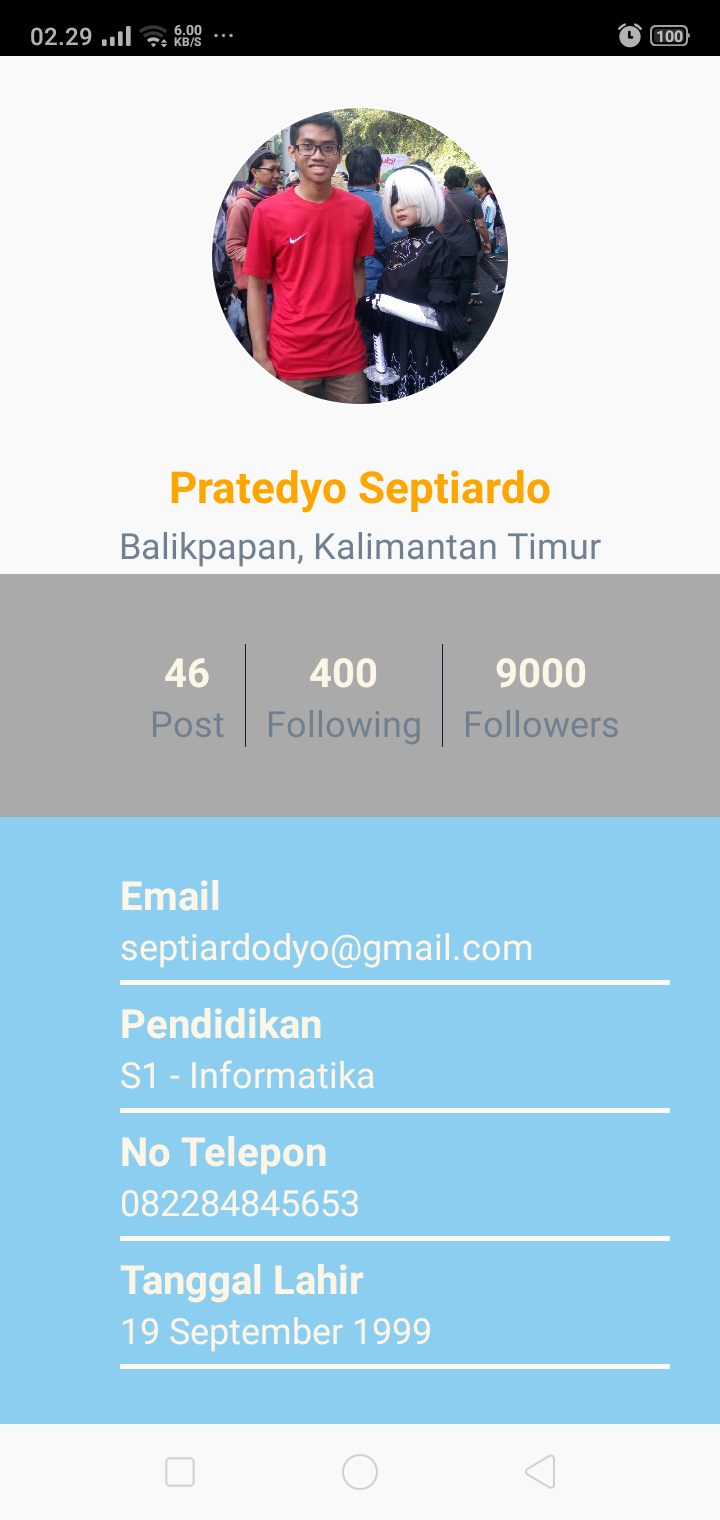 02.29 6.00 KB/S ... 100
Pratedyo Septiardo
Balikpapan, Kalimantan Timur
46 400 9000
Post Following Followers
Email
septiardodyo@gmail.com
Pendidikan
S1 - Informatika
No Telepon
082284845653
Tanggal Lahir
19 September 1999